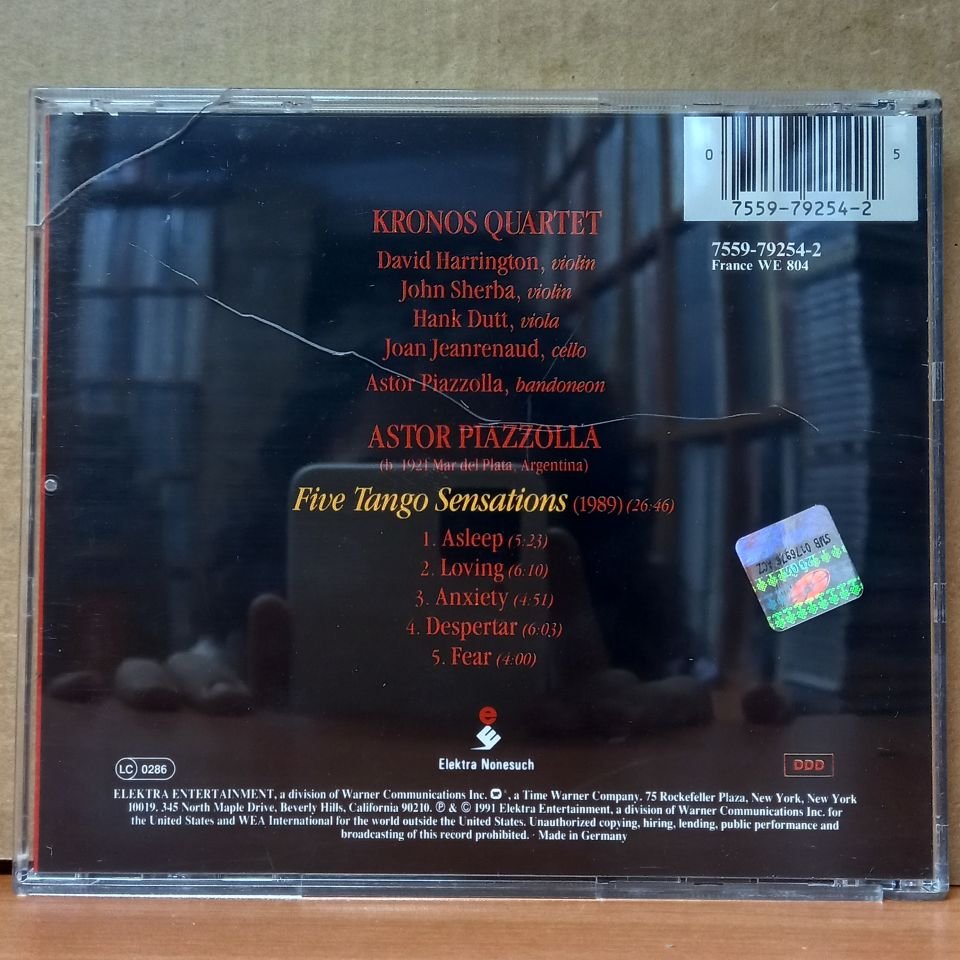 0 5
7559-79254-2
7559-79254-2
France WE 804
KRONOS QUARTET
David Harrington, violin
John Sherba, violin
Hank Dutt, viola
Joan Jeanrenaud, cello
Astor Piazzolla, bandoneon
ASTOR PIAZZOLLA
(b. 1921 Mar del Plata, Argentina)
Five Tango Sensations (1989) (26:46)
1. Asleep (5:23)
2. Loving (6:10)
3. Anxiety (4:51)
4. Despertar (6:03)
5. Fear (4:00)
e
Elektra Nonesuch
LC 0286
DDD
ELEKTRA ENTERTAINMENT, a division of Warner Communications Inc. ®, a Time Warner Company. 75 Rockefeller Plaza, New York, New York
10019. 345 North Maple Drive, Beverly Hills, California 90210. ℗ & © 1991 Elektra Entertainment, a division of Warner Communications Inc. for
the United States and WEA International for the world outside the United States. Unauthorized copying, hiring, lending, public performance and
broadcasting of this record prohibited. · Made in Germany